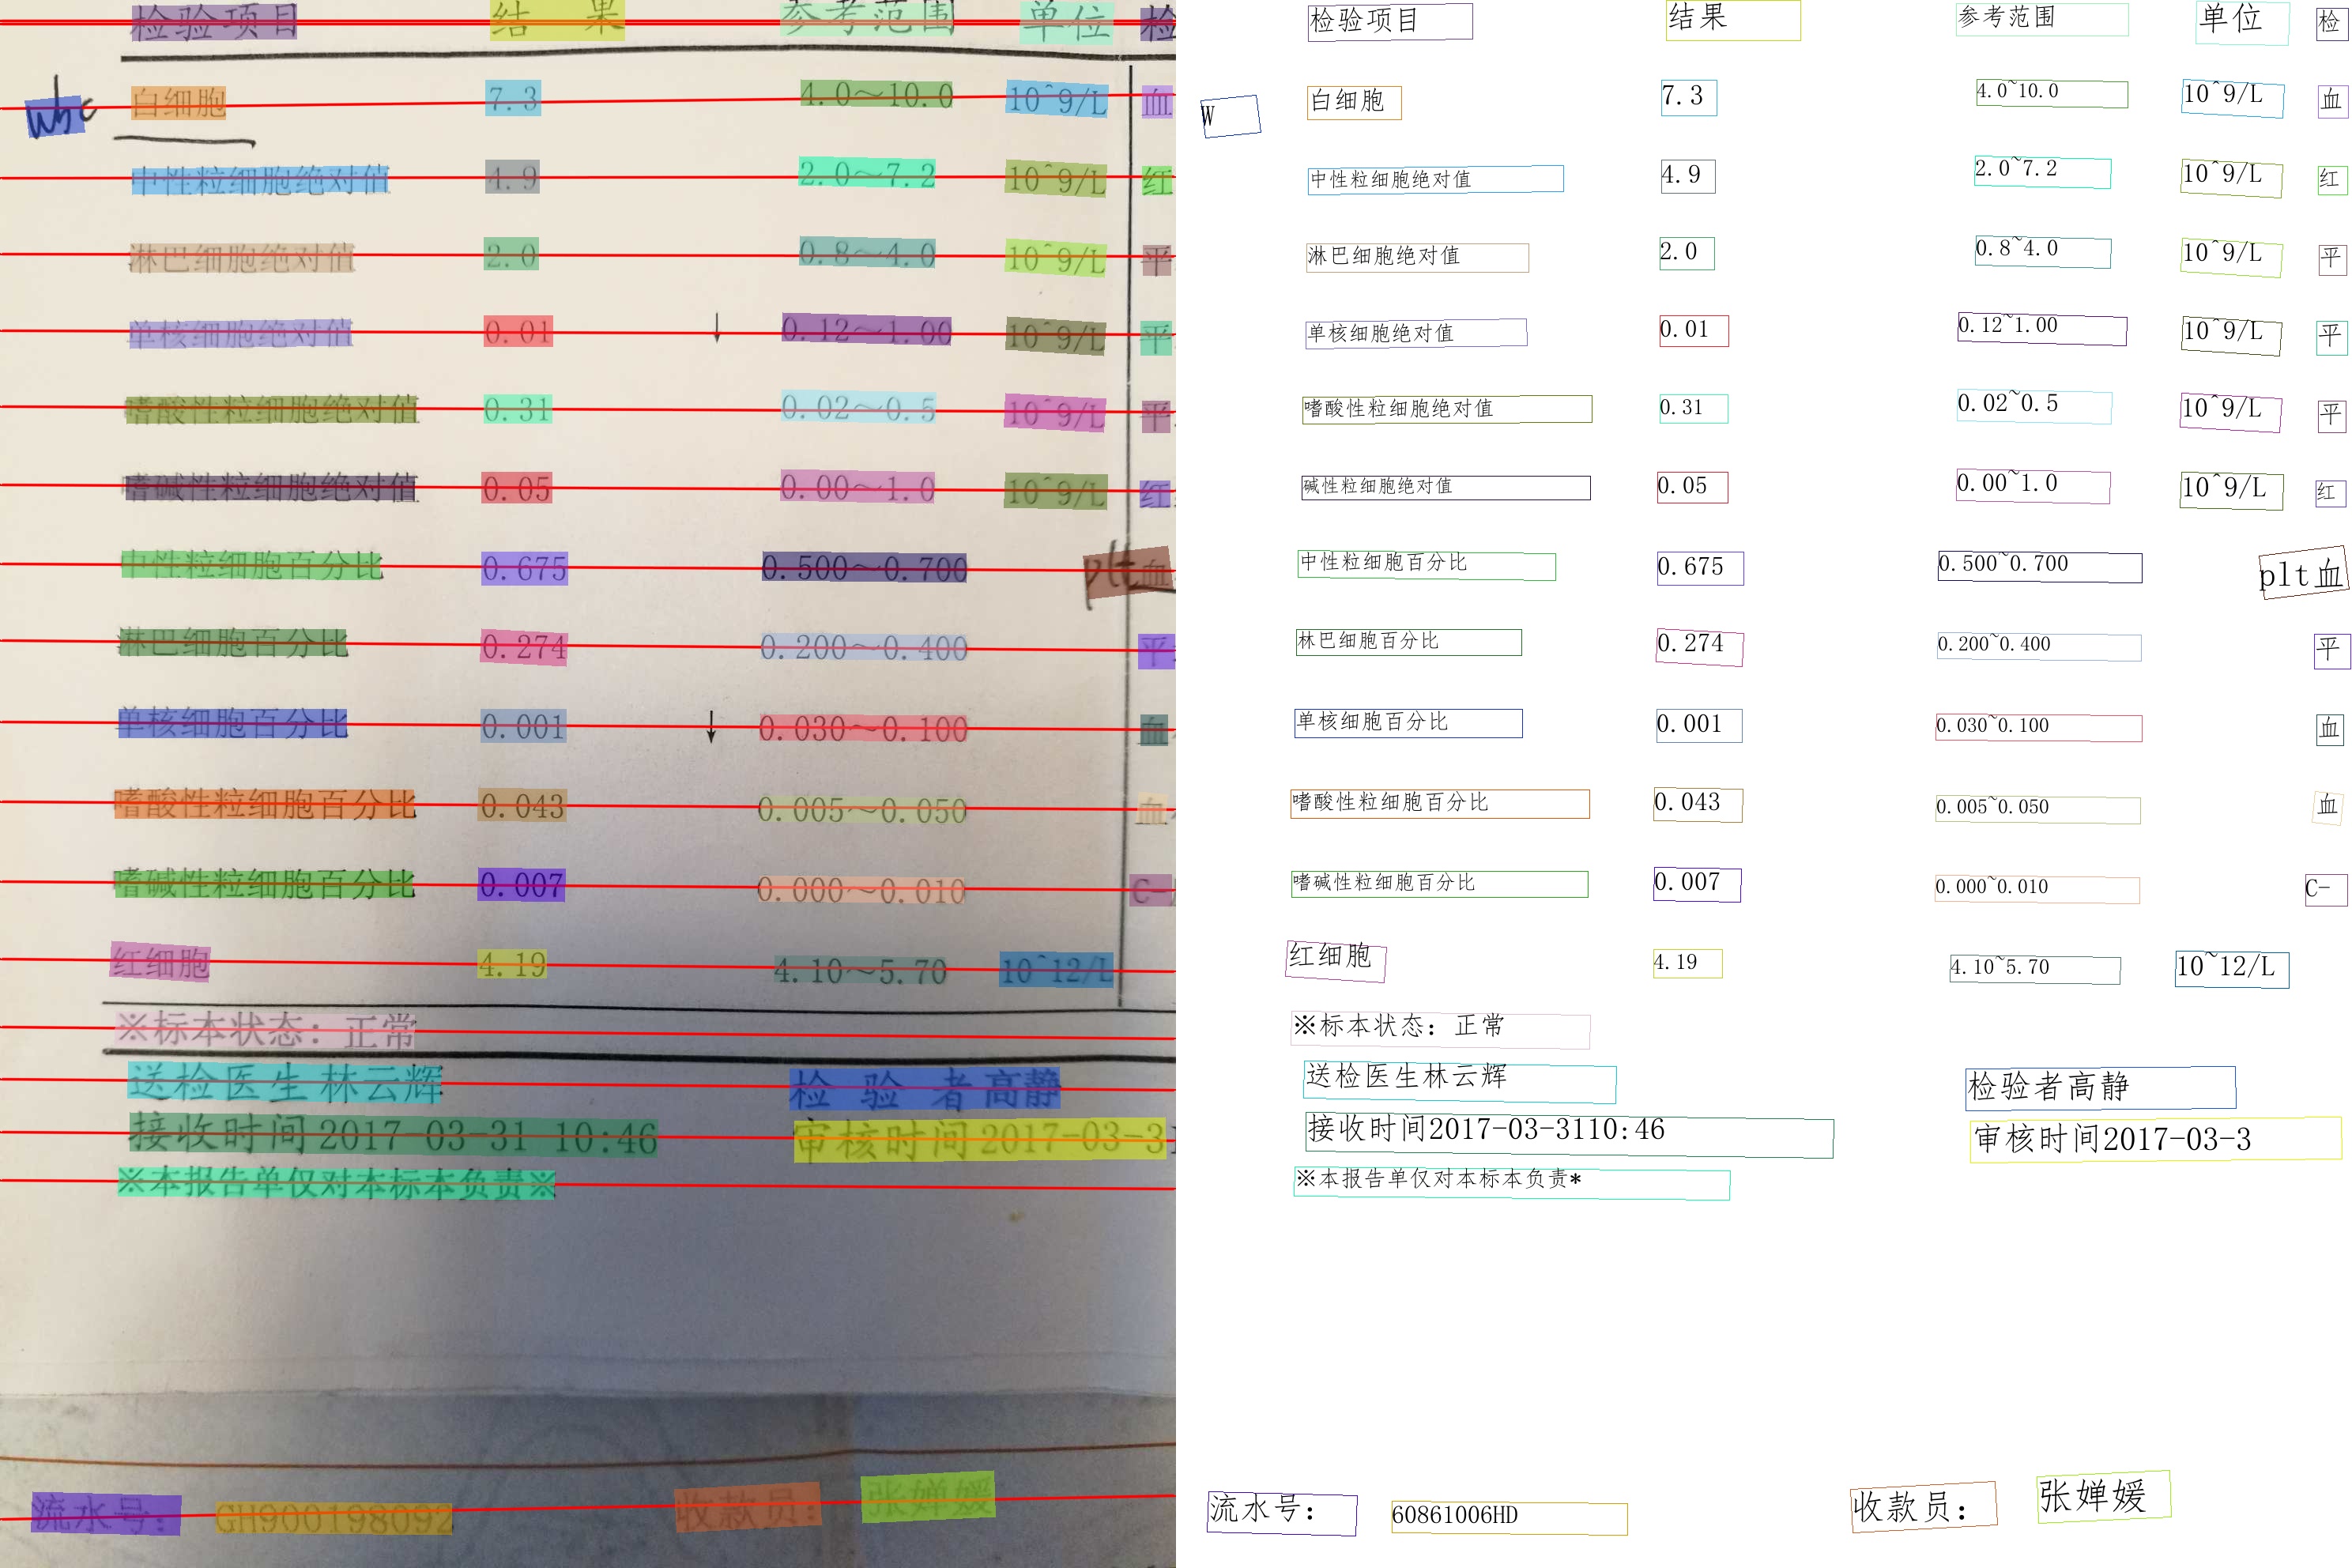 检验项目 结 果 参考范围 单位 检
wbc 白细胞 7.3 4.0～10.0 10^9/L 血
中性粒细胞绝对值 4.9 2.0～7.2 10^9/L 红
淋巴细胞绝对值 2.0 0.8～4.0 10^9/L 平
单核细胞绝对值 0.01 ↓ 0.12～1.00 10^9/L 平
嗜酸性粒细胞绝对值 0.31 0.02～0.5 10^9/L 平
嗜碱性粒细胞绝对值 0.05 0.00～1.0 10^9/L 红
中性粒细胞百分比 0.675 0.500～0.700 plt 血
淋巴细胞百分比 0.274 0.200～0.400 平
单核细胞百分比 0.001 ↓ 0.030～0.100 血
嗜酸性粒细胞百分比 0.043 0.005～0.050 血
嗜碱性粒细胞百分比 0.007 0.000～0.010 C-
红细胞 4.19 4.10～5.70 10^12/L
※标本状态：正常
送检医生 林云辉 检 验 者 高静
接收时间 2017-03-31 10:46 审核时间 2017-03-31
※本报告单仅对本标本负责※
流水号： GH900198092 收款员： 张婵媛
检验项目 结果 参考范围 单位 检
W 白细胞 7.3 4.0~10.0 10^9/L 血
中性粒细胞绝对值 4.9 2.0~7.2 10^9/L 红
淋巴细胞绝对值 2.0 0.8~4.0 10^9/L 平
单核细胞绝对值 0.01 0.12~1.00 10^9/L 平
嗜酸性粒细胞绝对值 0.31 0.02~0.5 10^9/L 平
碱性粒细胞绝对值 0.05 0.00~1.0 10^9/L 红
中性粒细胞百分比 0.675 0.500~0.700 plt血
林巴细胞百分比 0.274 0.200~0.400 平
单核细胞百分比 0.001 0.030~0.100 血
嗜酸性粒细胞百分比 0.043 0.005~0.050 血
嗜碱性粒细胞百分比 0.007 0.000~0.010 C-
红细胞 4.19 4.10~5.70 10~12/L
※标本状态：正常
送检医生林云辉 检验者高静
接收时间2017-03-3110:46 审核时间2017-03-3
※本报告单仅对本标本负责*
流水号： 60861006HD 收款员： 张婵媛